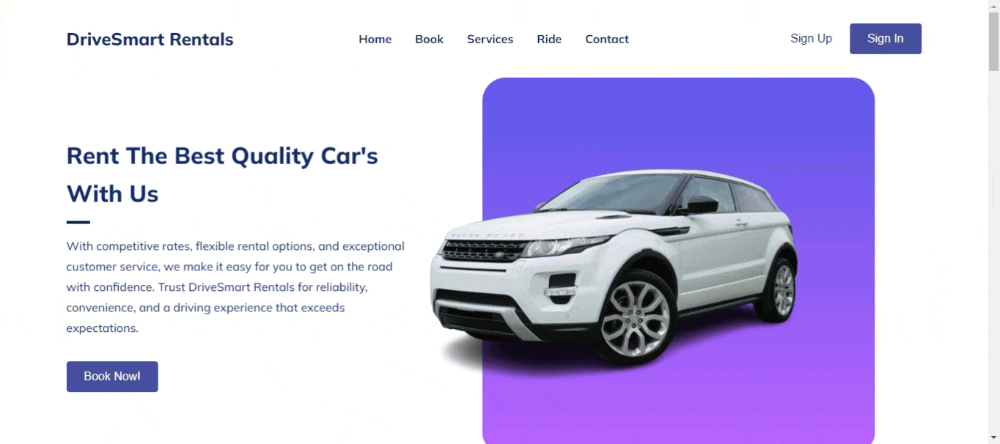 DriveSmart Rentals
Home Book Services Ride Contact
Sign Up Sign In
Rent The Best Quality Car's
With Us
With competitive rates, flexible rental options, and exceptional
customer service, we make it easy for you to get on the road
with confidence. Trust DriveSmart Rentals for reliability,
convenience, and a driving experience that exceeds
expectations.
Book Now!